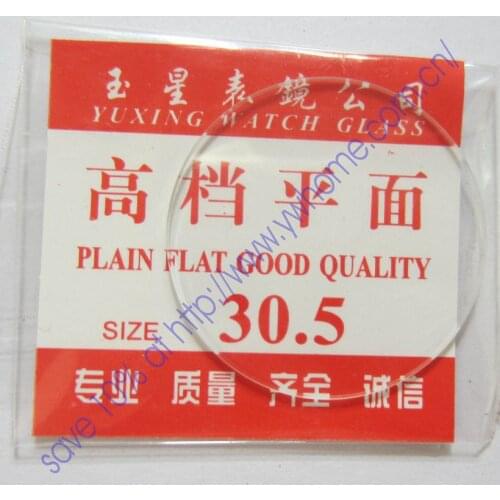 玉星表鏡公司
YUXING WATCH GLASS
高档平面
PLAIN FLAT GOOD QUALITY
SIZE 30.5
专业 质量 齐全 诚信
save 10% at http://www.ywhome.com.cn/